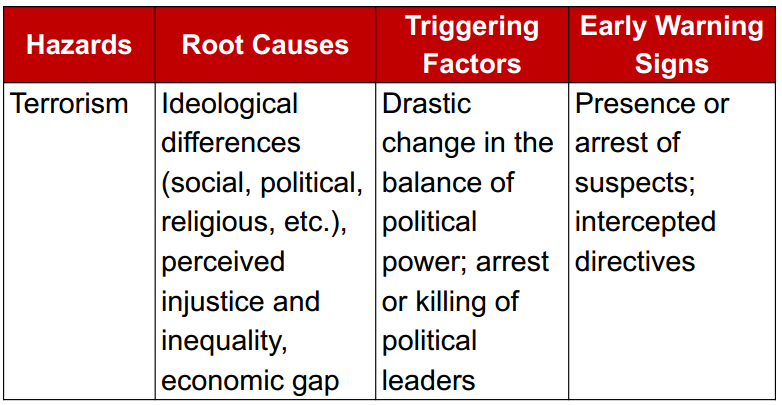 Hazards
Root Causes
Triggering
Factors
Early Warning
Signs
Terrorism
Ideological
differences
(social, political,
religious, etc.),
perceived
injustice and
inequality,
economic gap
Drastic
change in the
balance of
political
power; arrest
or killing of
political
leaders
Presence or
arrest of
suspects;
intercepted
directives